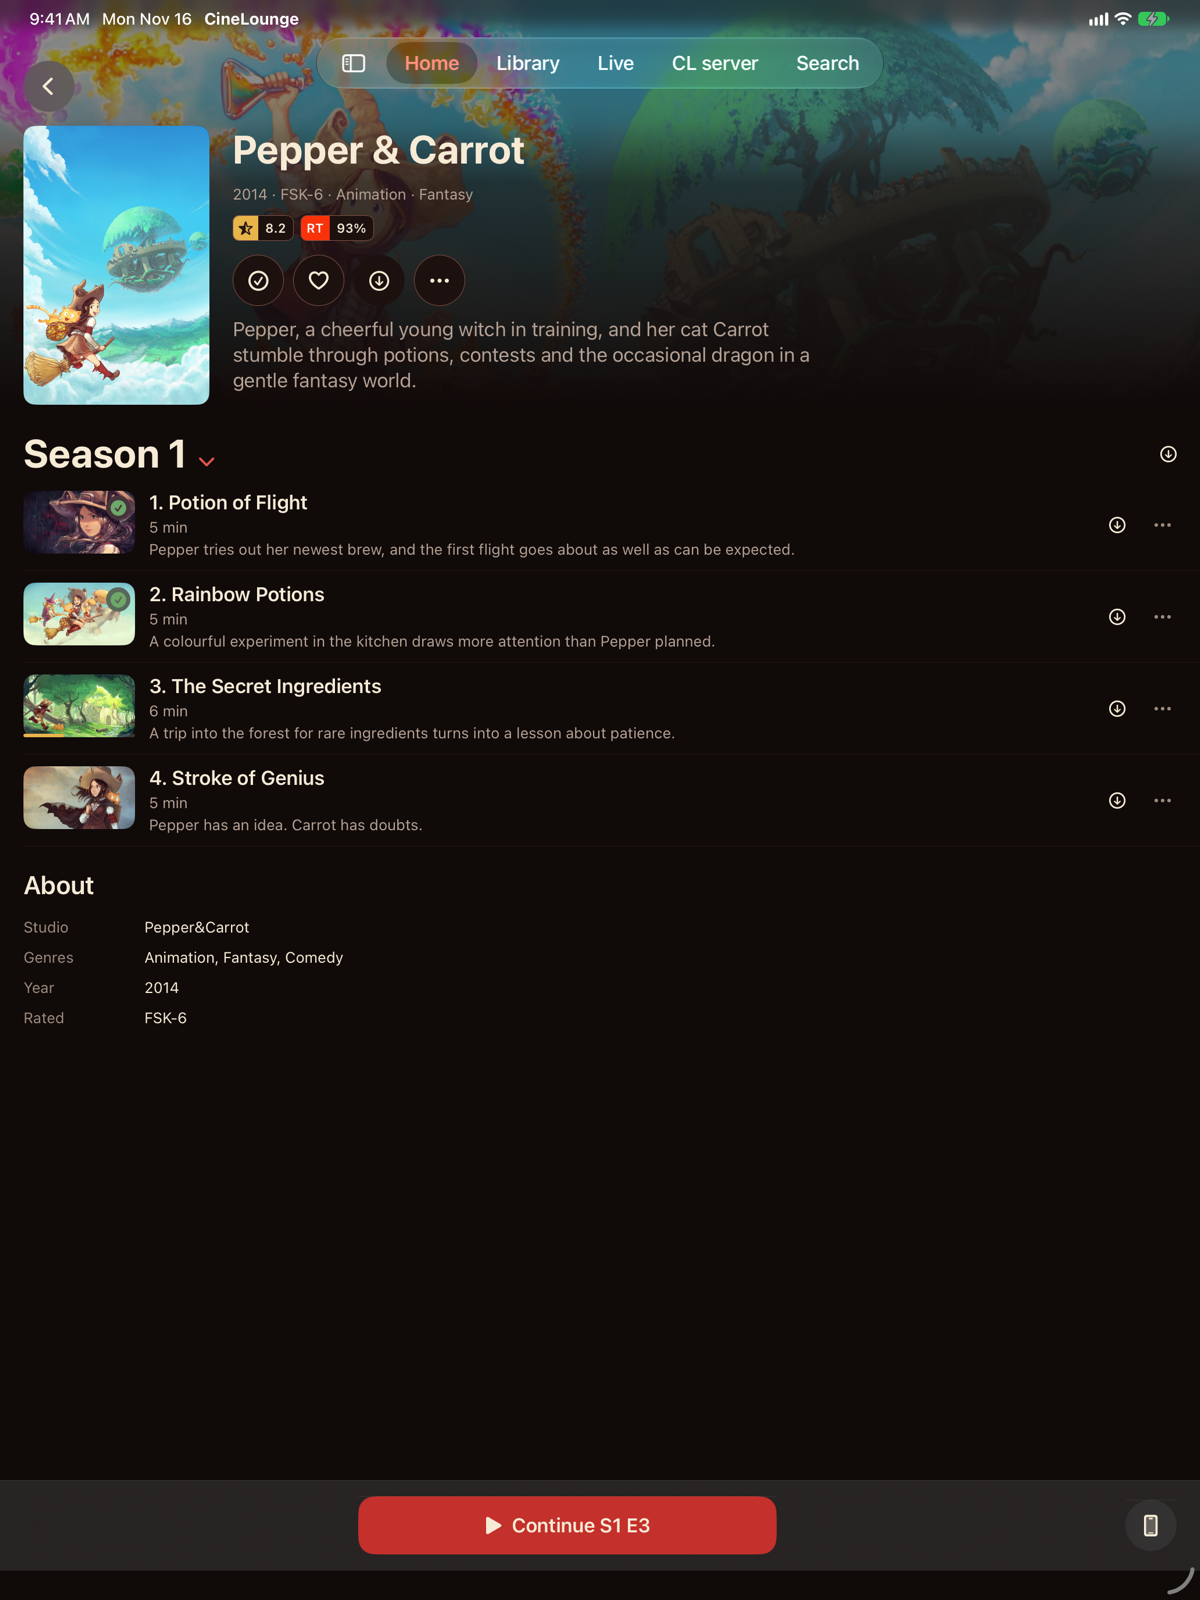 9:41 AM Mon Nov 16 CineLounge
Home Library Live CL server Search
Pepper & Carrot
2014 · FSK-6 · Animation · Fantasy
8.2 RT 93%
Pepper, a cheerful young witch in training, and her cat Carrot
stumble through potions, contests and the occasional dragon in a
gentle fantasy world.
Season 1
1. Potion of Flight
5 min
Pepper tries out her newest brew, and the first flight goes about as well as can be expected.
2. Rainbow Potions
5 min
A colourful experiment in the kitchen draws more attention than Pepper planned.
3. The Secret Ingredients
6 min
A trip into the forest for rare ingredients turns into a lesson about patience.
4. Stroke of Genius
5 min
Pepper has an idea. Carrot has doubts.
About
Studio Pepper&Carrot
Genres Animation, Fantasy, Comedy
Year 2014
Rated FSK-6
Continue S1 E3